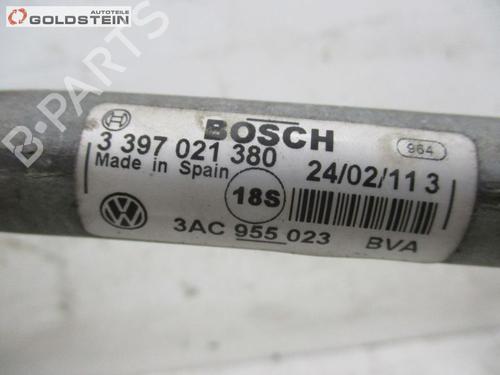 Autoteile
GOLDSTEIN
B-PARTS
BOSCH
964
3 397 021 380
Made in Spain
18S
24/02/11 3
3AC 955 023
BVA